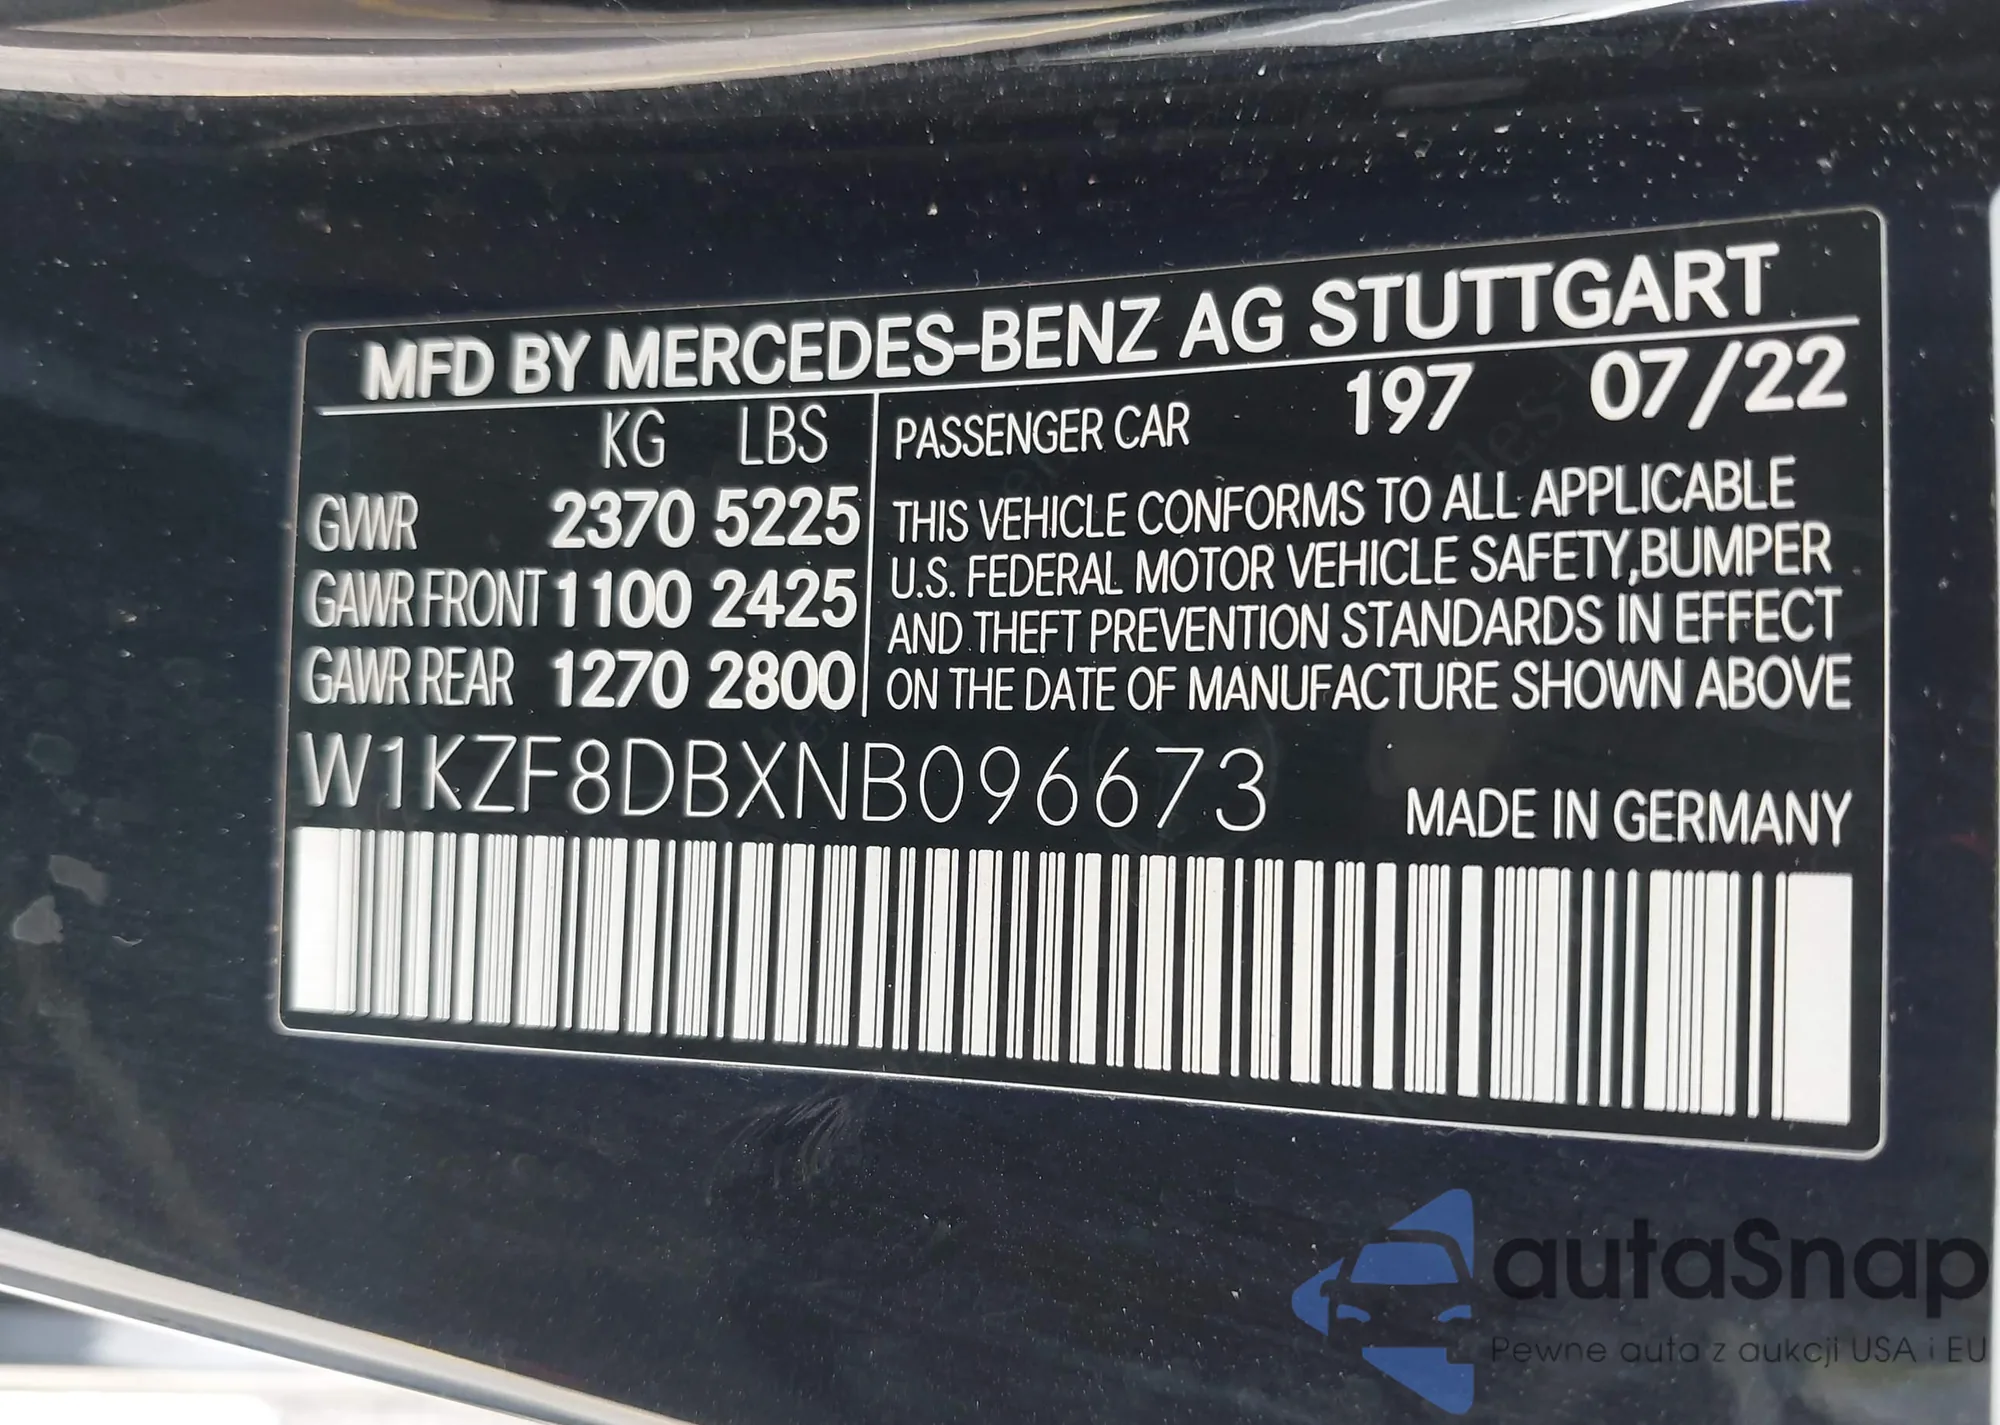 MFD BY MERCEDES-BENZ AG STUTTGART
KG LBS
GVWR 2370 5225
GAWR FRONT 1100 2425
GAWR REAR 1270 2800
PASSENGER CAR 197 07/22
THIS VEHICLE CONFORMS TO ALL APPLICABLE
U.S. FEDERAL MOTOR VEHICLE SAFETY,BUMPER
AND THEFT PREVENTION STANDARDS IN EFFECT
ON THE DATE OF MANUFACTURE SHOWN ABOVE
W1KZF8DBXNB096673
MADE IN GERMANY
autaSnap
Pewne auta z aukcji USA i EU